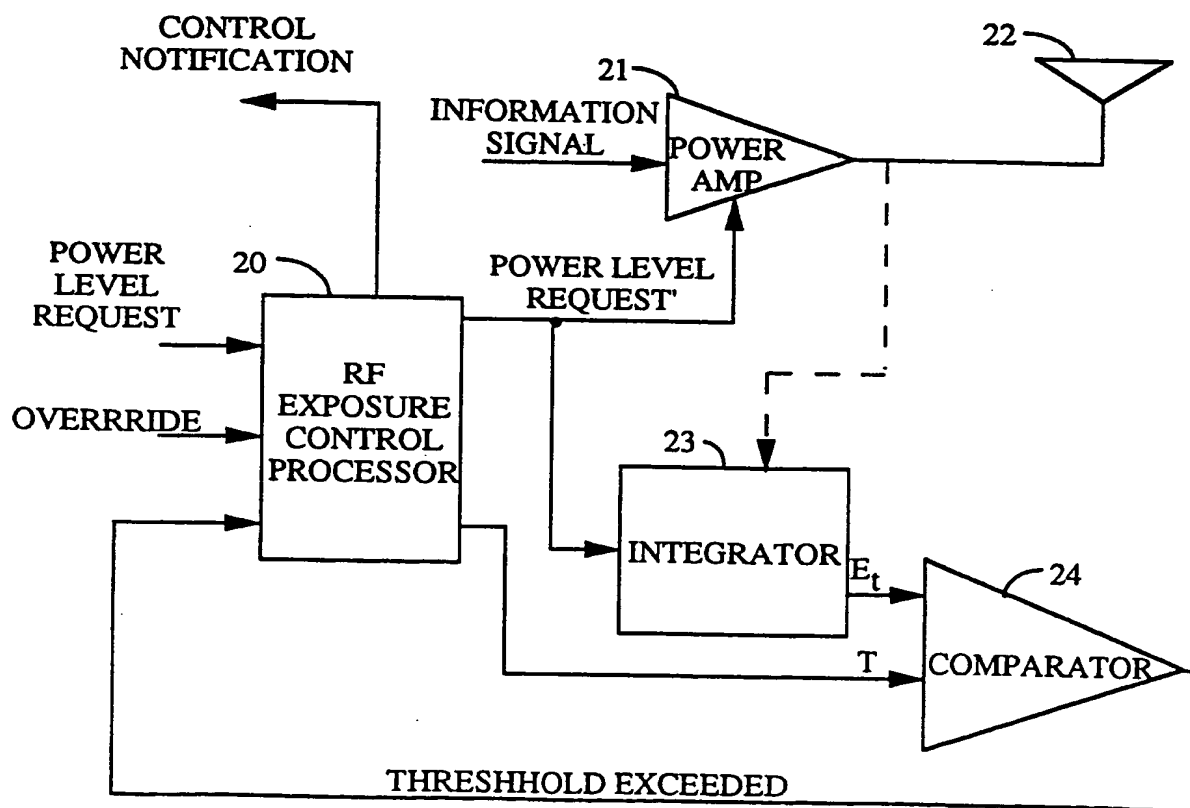 CONTROL
NOTIFICATION
22
21
INFORMATION
SIGNAL
POWER
AMP
POWER
LEVEL
REQUEST
20
POWER LEVEL
REQUEST'
OVERRRIDE
RF
EXPOSURE
CONTROL
PROCESSOR
23
INTEGRATOR
Et
24
T
COMPARATOR
THRESHHOLD EXCEEDED